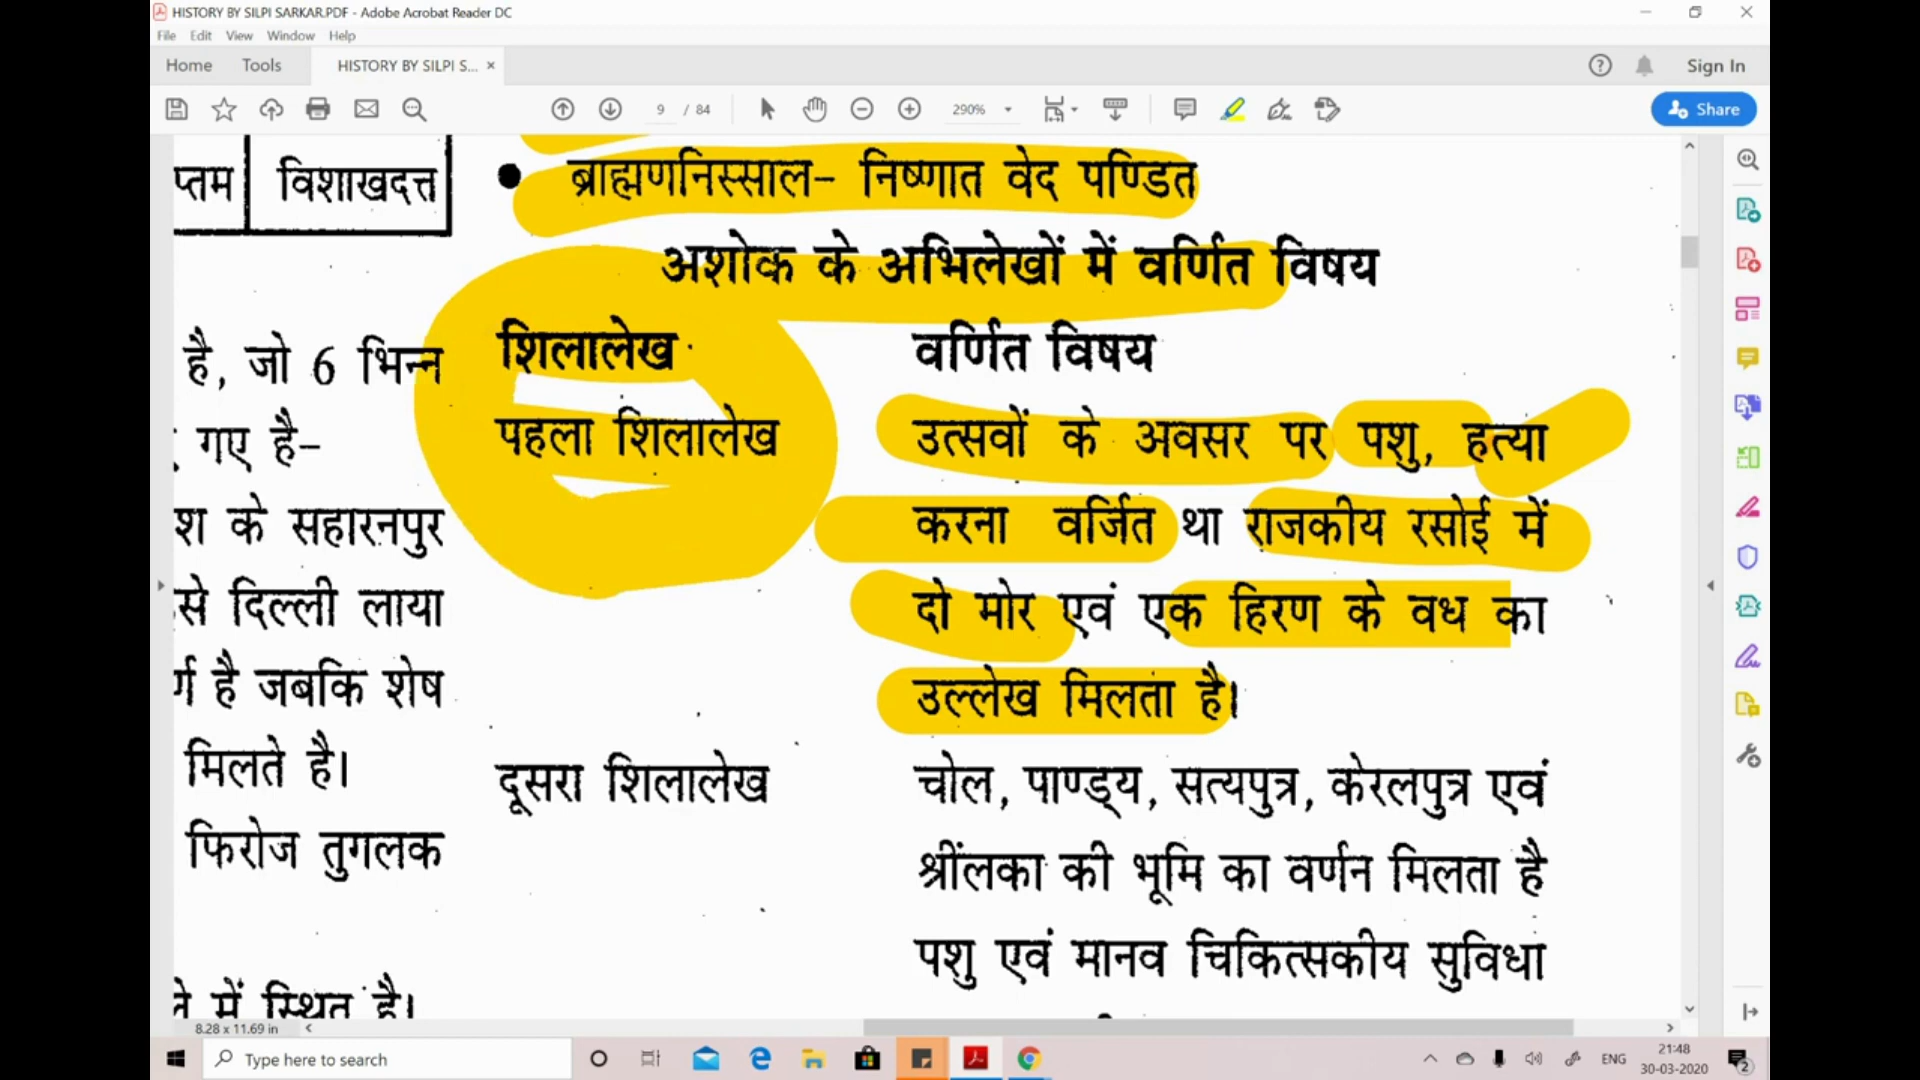 HISTORY BY SILPI SARKAR.PDF - Adobe Acrobat Reader DC
File Edit View Window Help
Home Tools HISTORY BY SILPI S... × Sign In
9 / 84 290% Share
प्तम विशाखदत्त
है, जो 6 भिन्न
गए है–
श के सहारनपुर
से दिल्ली लाया
र्ण है जबकि शेष
मिलते है।
फिरोज तुगलक
में स्थित है।
● ब्राह्मणनिस्साल– निष्णात वेद पण्डित
अशोक के अभिलेखों में वर्णित विषय
शिलालेख वर्णित विषय
पहला शिलालेख उत्सवों के अवसर पर पशु, हत्या
करना वर्जित था राजकीय रसोई में
दो मोर एवं एक हिरण के वध का
उल्लेख मिलता है।
दूसरा शिलालेख चोल, पाण्ड्य, सत्यपुत्र, केरलपुत्र एवं
श्रींलका की भूमि का वर्णन मिलता है
पशु एवं मानव चिकित्सकीय सुविधा
8.28 x 11.69 in
Type here to search ENG 21:48
30-03-2020 2